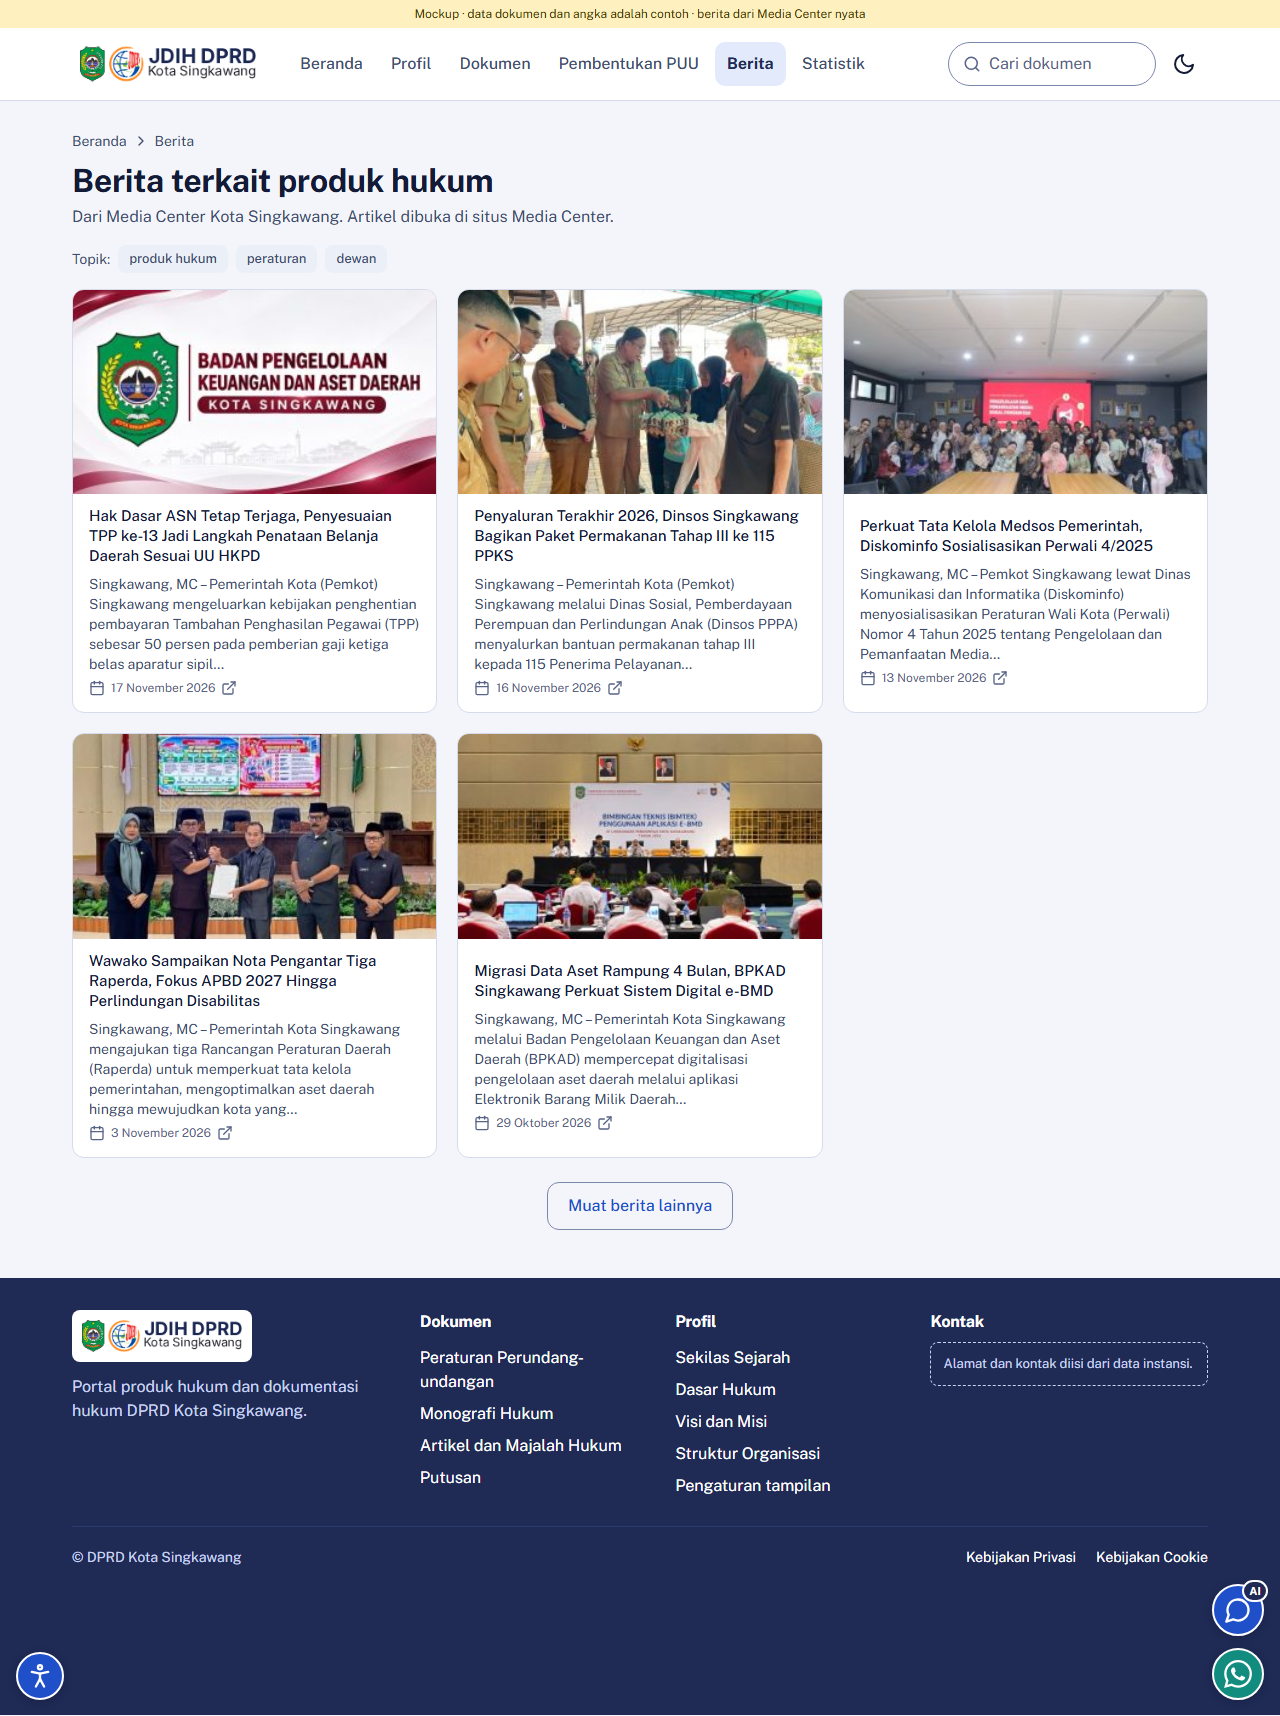 Mockup · data dokumen dan angka adalah contoh · berita dari Media Center nyata
JDIH DPRD
Kota Singkawang
Beranda
Profil
Dokumen
Pembentukan PUU
Berita
Statistik
Cari dokumen
Beranda
Berita
Berita terkait produk hukum
Dari Media Center Kota Singkawang. Artikel dibuka di situs Media Center.
Topik:
produk hukum
peraturan
dewan
BADAN PENGELOLAAN
KEUANGAN DAN ASET DAERAH
KOTA SINGKAWANG
Hak Dasar ASN Tetap Terjaga, Penyesuaian
TPP ke-13 Jadi Langkah Penataan Belanja
Daerah Sesuai UU HKPD
Singkawang, MC – Pemerintah Kota (Pemkot)
Singkawang mengeluarkan kebijakan penghentian
pembayaran Tambahan Penghasilan Pegawai (TPP)
sebesar 50 persen pada pemberian gaji ketiga
belas aparatur sipil...
17 November 2026
Penyaluran Terakhir 2026, Dinsos Singkawang
Bagikan Paket Permakanan Tahap III ke 115
PPKS
Singkawang – Pemerintah Kota (Pemkot)
Singkawang melalui Dinas Sosial, Pemberdayaan
Perempuan dan Perlindungan Anak (Dinsos PPPA)
menyalurkan bantuan permakanan tahap III
kepada 115 Penerima Pelayanan...
16 November 2026
Perkuat Tata Kelola Medsos Pemerintah,
Diskominfo Sosialisasikan Perwali 4/2025
Singkawang, MC – Pemkot Singkawang lewat Dinas
Komunikasi dan Informatika (Diskominfo)
menyosialisasikan Peraturan Wali Kota (Perwali)
Nomor 4 Tahun 2025 tentang Pengelolaan dan
Pemanfaatan Media...
13 November 2026
Wawako Sampaikan Nota Pengantar Tiga
Raperda, Fokus APBD 2027 Hingga
Perlindungan Disabilitas
Singkawang, MC – Pemerintah Kota Singkawang
mengajukan tiga Rancangan Peraturan Daerah
(Raperda) untuk memperkuat tata kelola
pemerintahan, mengoptimalkan aset daerah
hingga mewujudkan kota yang...
3 November 2026
BIMBINGAN TEKNIS (BIMTEK)
PENGGUNAAN APLIKASI E-BMD
Migrasi Data Aset Rampung 4 Bulan, BPKAD
Singkawang Perkuat Sistem Digital e-BMD
Singkawang, MC – Pemerintah Kota Singkawang
melalui Badan Pengelolaan Keuangan dan Aset
Daerah (BPKAD) mempercepat digitalisasi
pengelolaan aset daerah melalui aplikasi
Elektronik Barang Milik Daerah...
29 Oktober 2026
Muat berita lainnya
JDIH DPRD
Kota Singkawang
Portal produk hukum dan dokumentasi
hukum DPRD Kota Singkawang.
Dokumen
Peraturan Perundang-
undangan
Monografi Hukum
Artikel dan Majalah Hukum
Putusan
Profil
Sekilas Sejarah
Dasar Hukum
Visi dan Misi
Struktur Organisasi
Pengaturan tampilan
Kontak
Alamat dan kontak diisi dari data instansi.
© DPRD Kota Singkawang
Kebijakan Privasi
Kebijakan Cookie
AI